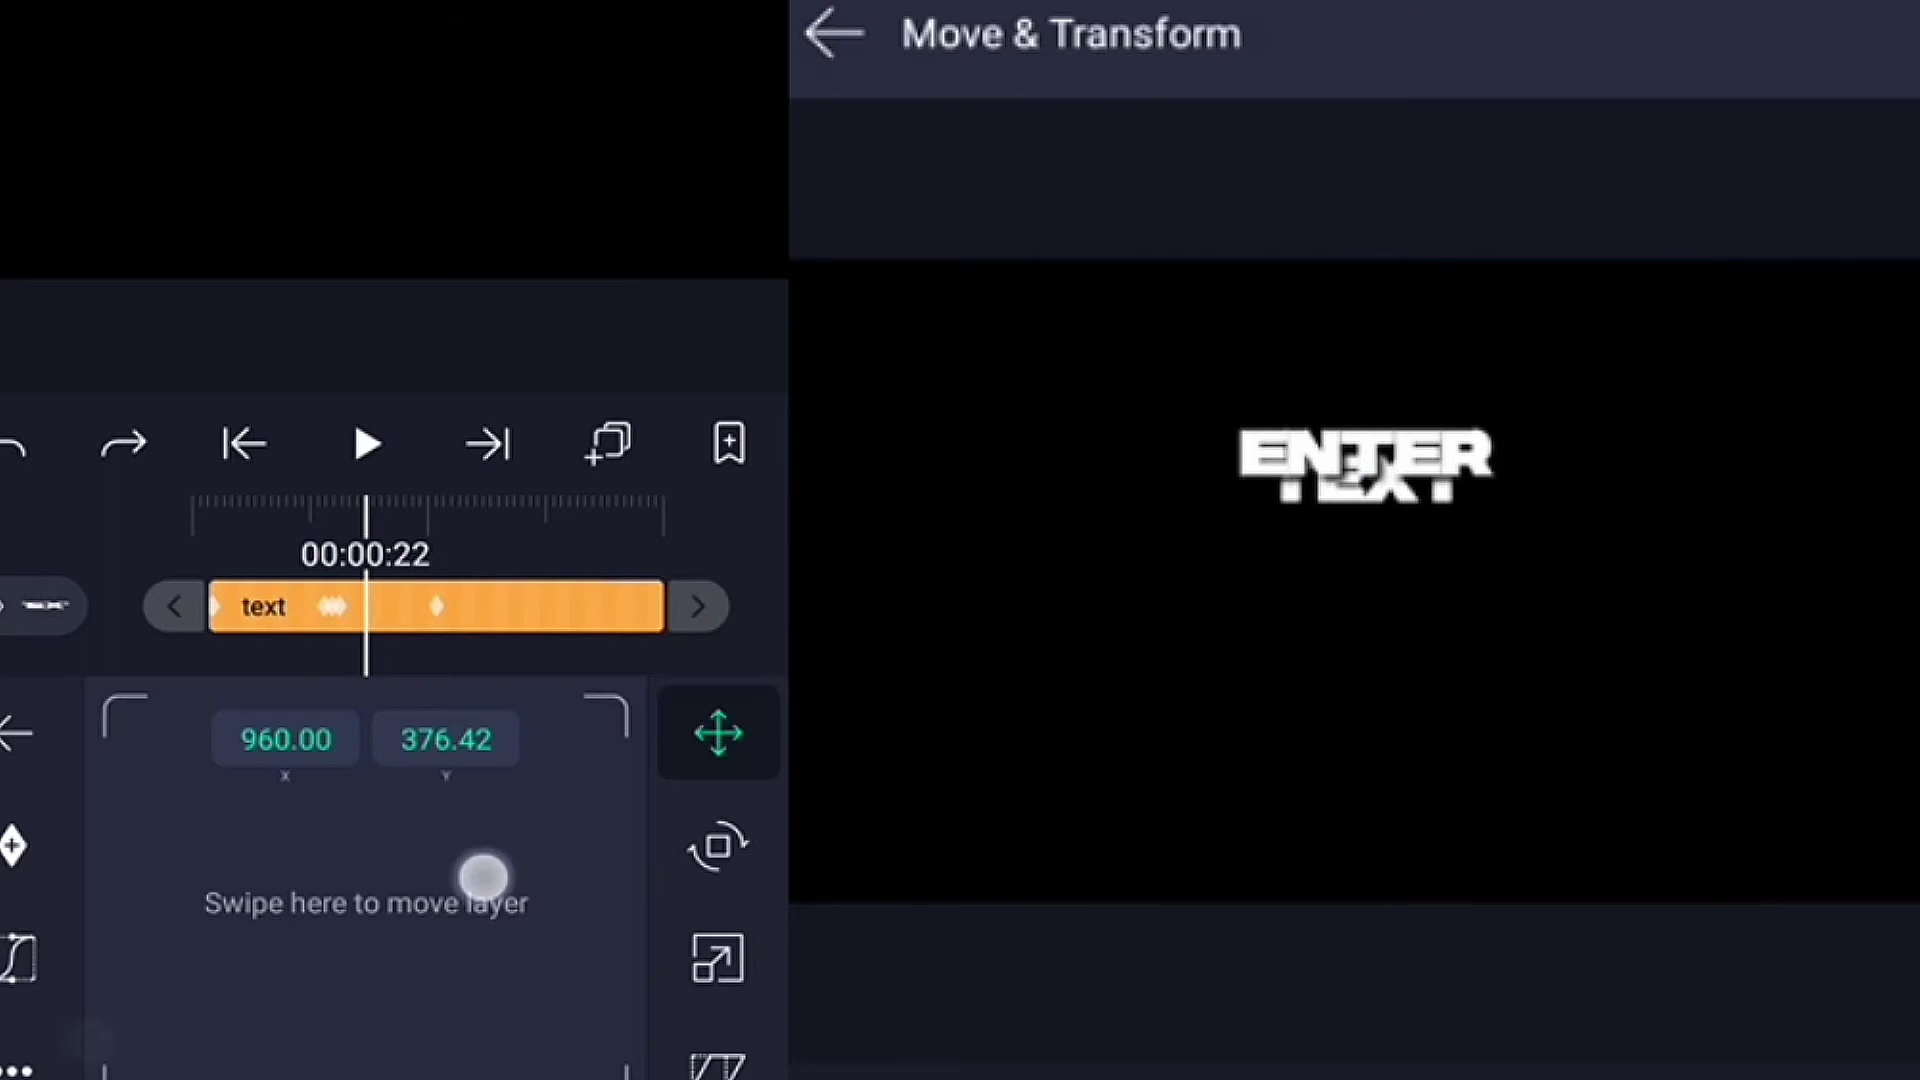 Move & Transform
ENTER
TEXT
00:00:22
text
960.00 376.42
X Y
Swipe here to move layer